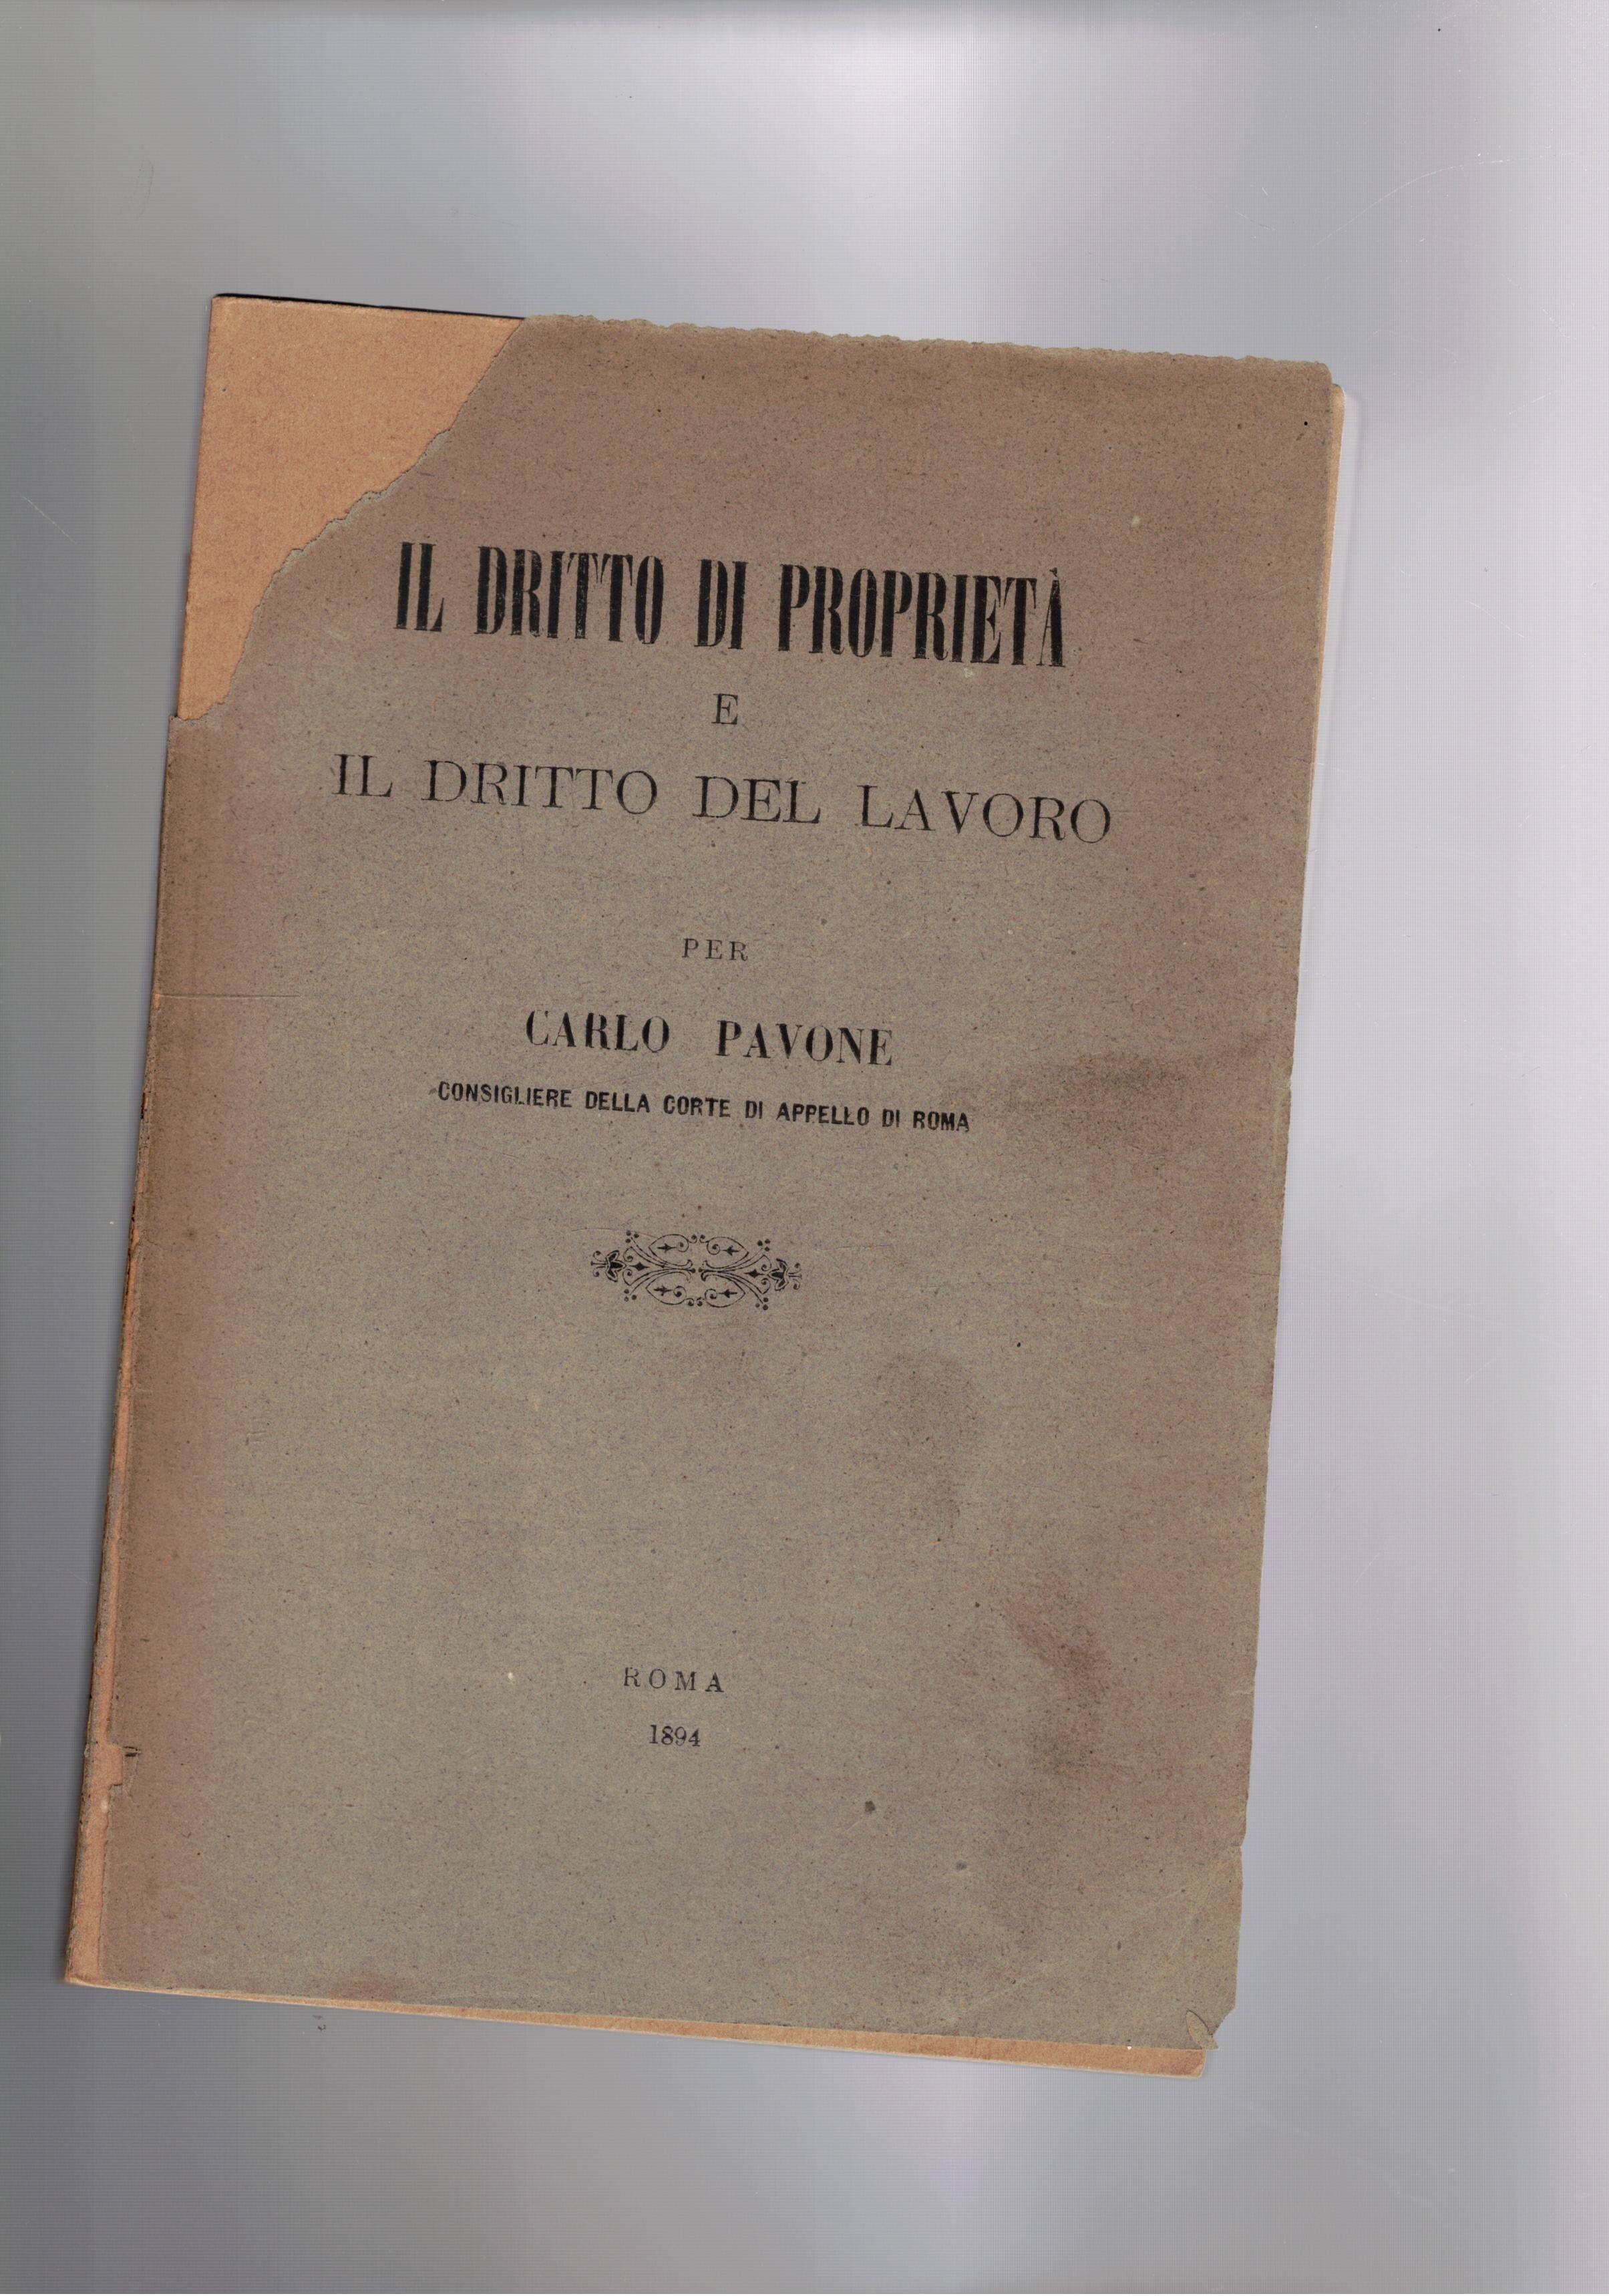 IL DRITTO DI PROPRIETÀ
E
IL DRITTO DEL LAVORO
PER
CARLO PAVONE
CONSIGLIERE DELLA CORTE DI APPELLO DI ROMA
ROMA
1894